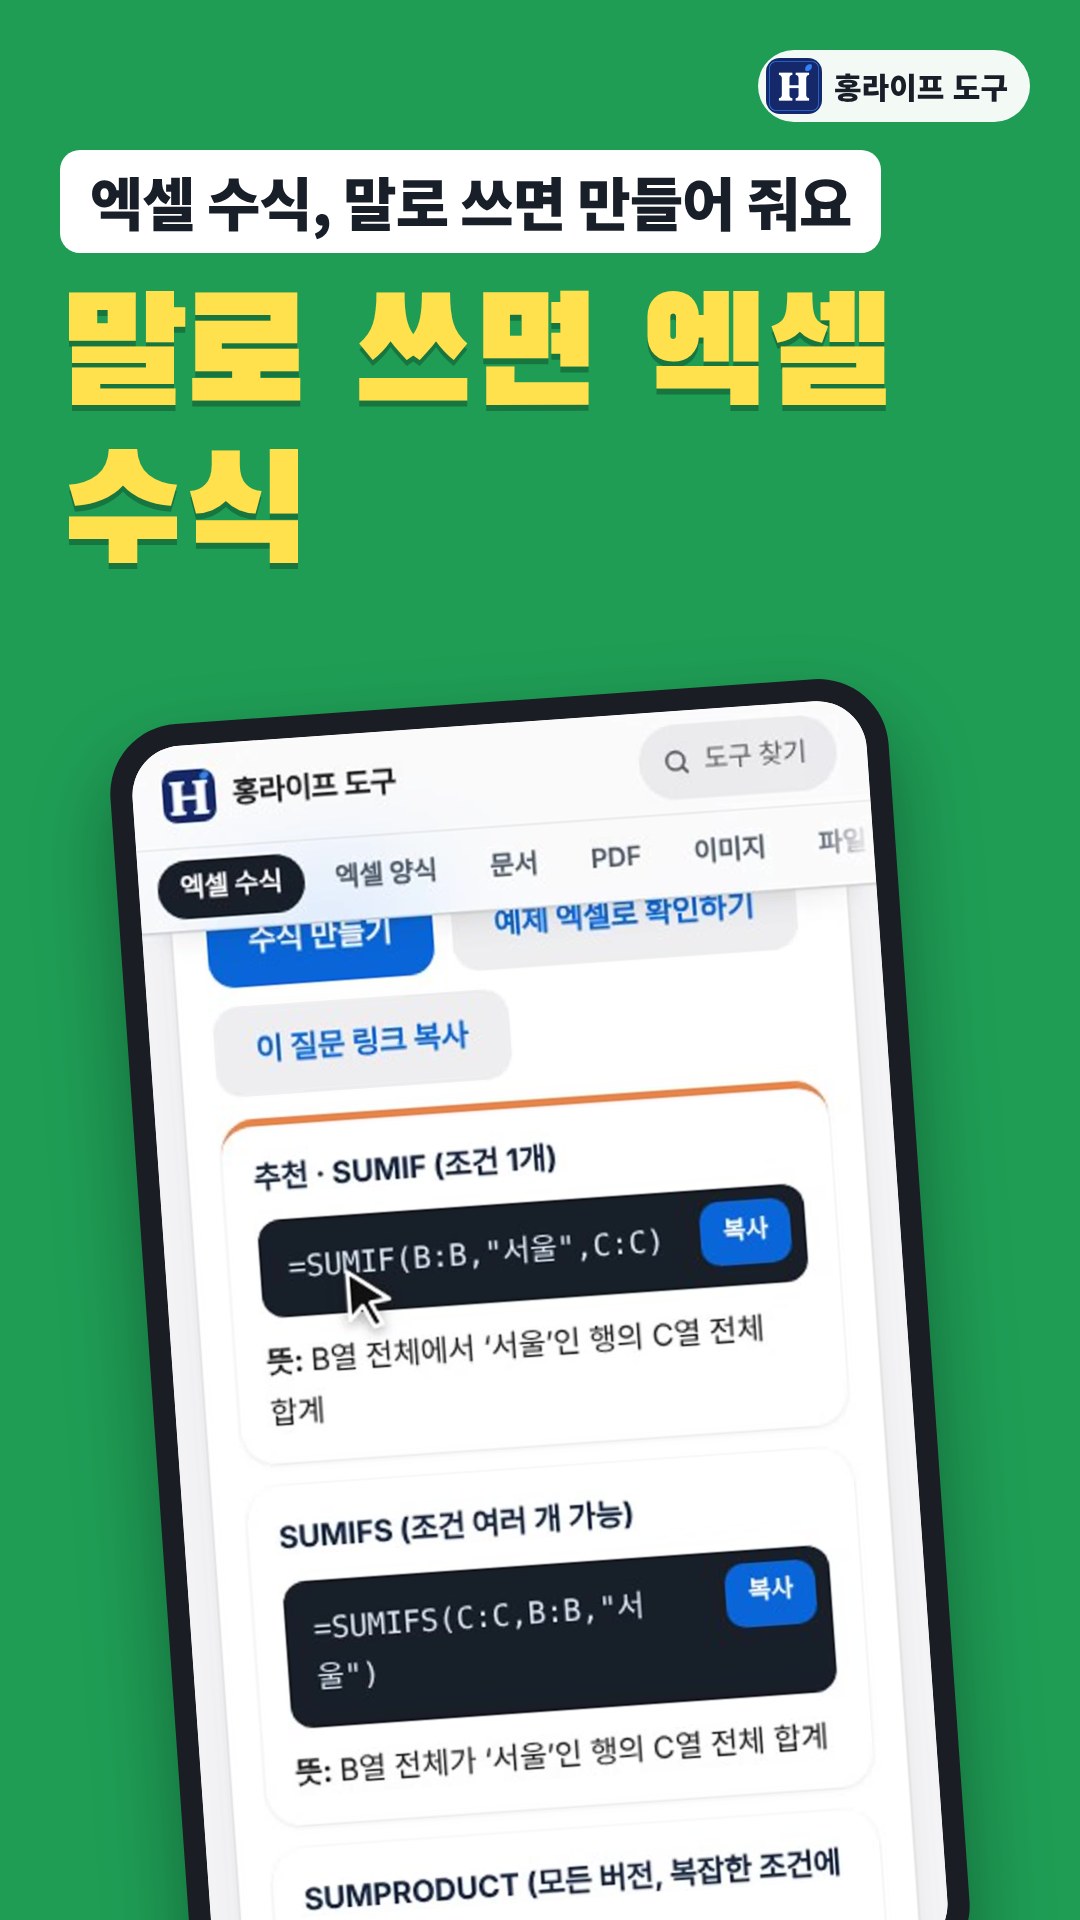 홍라이프 도구
엑셀 수식, 말로 쓰면 만들어 줘요
말로 쓰면 엑셀
수식
홍라이프 도구
도구 찾기
엑셀 수식 엑셀 양식 문서 PDF 이미지 파일
수식 만들기 예제 엑셀로 확인하기
이 질문 링크 복사
추천 · SUMIF (조건 1개)
=SUMIF(B:B,"서울",C:C) 복사
뜻: B열 전체에서 ‘서울’인 행의 C열 전체
합계
SUMIFS (조건 여러 개 가능)
=SUMIFS(C:C,B:B,"서 복사
울")
뜻: B열 전체가 ‘서울’인 행의 C열 전체 합계
SUMPRODUCT (모든 버전, 복잡한 조건에